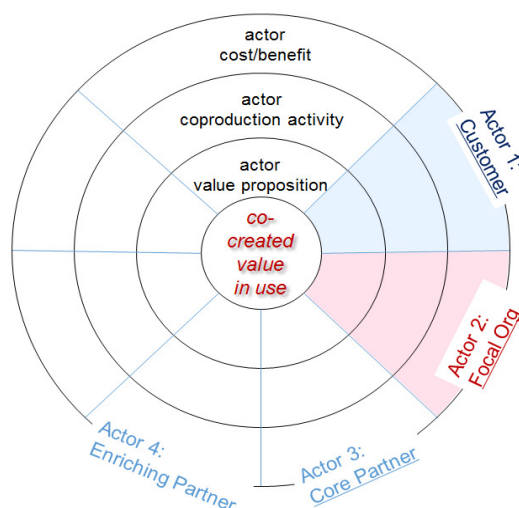 actor
cost/benefit
actor
coproduction activity
actor
value proposition
co-
created
value
in use
Actor 1:
Customer
Actor 2:
Focal Org
Actor 3:
Core Partner
Actor 4:
Enriching Partner